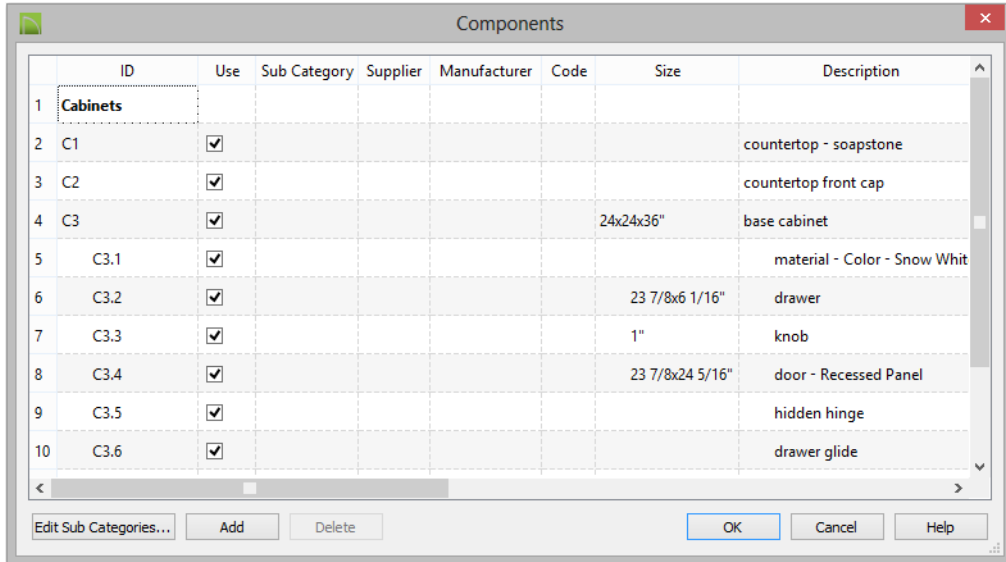 Components
ID Use Sub Category Supplier Manufacturer Code Size Description
1 Cabinets
2 C1 countertop - soapstone
3 C2 countertop front cap
4 C3 24x24x36" base cabinet
5 C3.1 material - Color - Snow Whit
6 C3.2 23 7/8x6 1/16" drawer
7 C3.3 1" knob
8 C3.4 23 7/8x24 5/16" door - Recessed Panel
9 C3.5 hidden hinge
10 C3.6 drawer glide
Edit Sub Categories... Add Delete OK Cancel Help